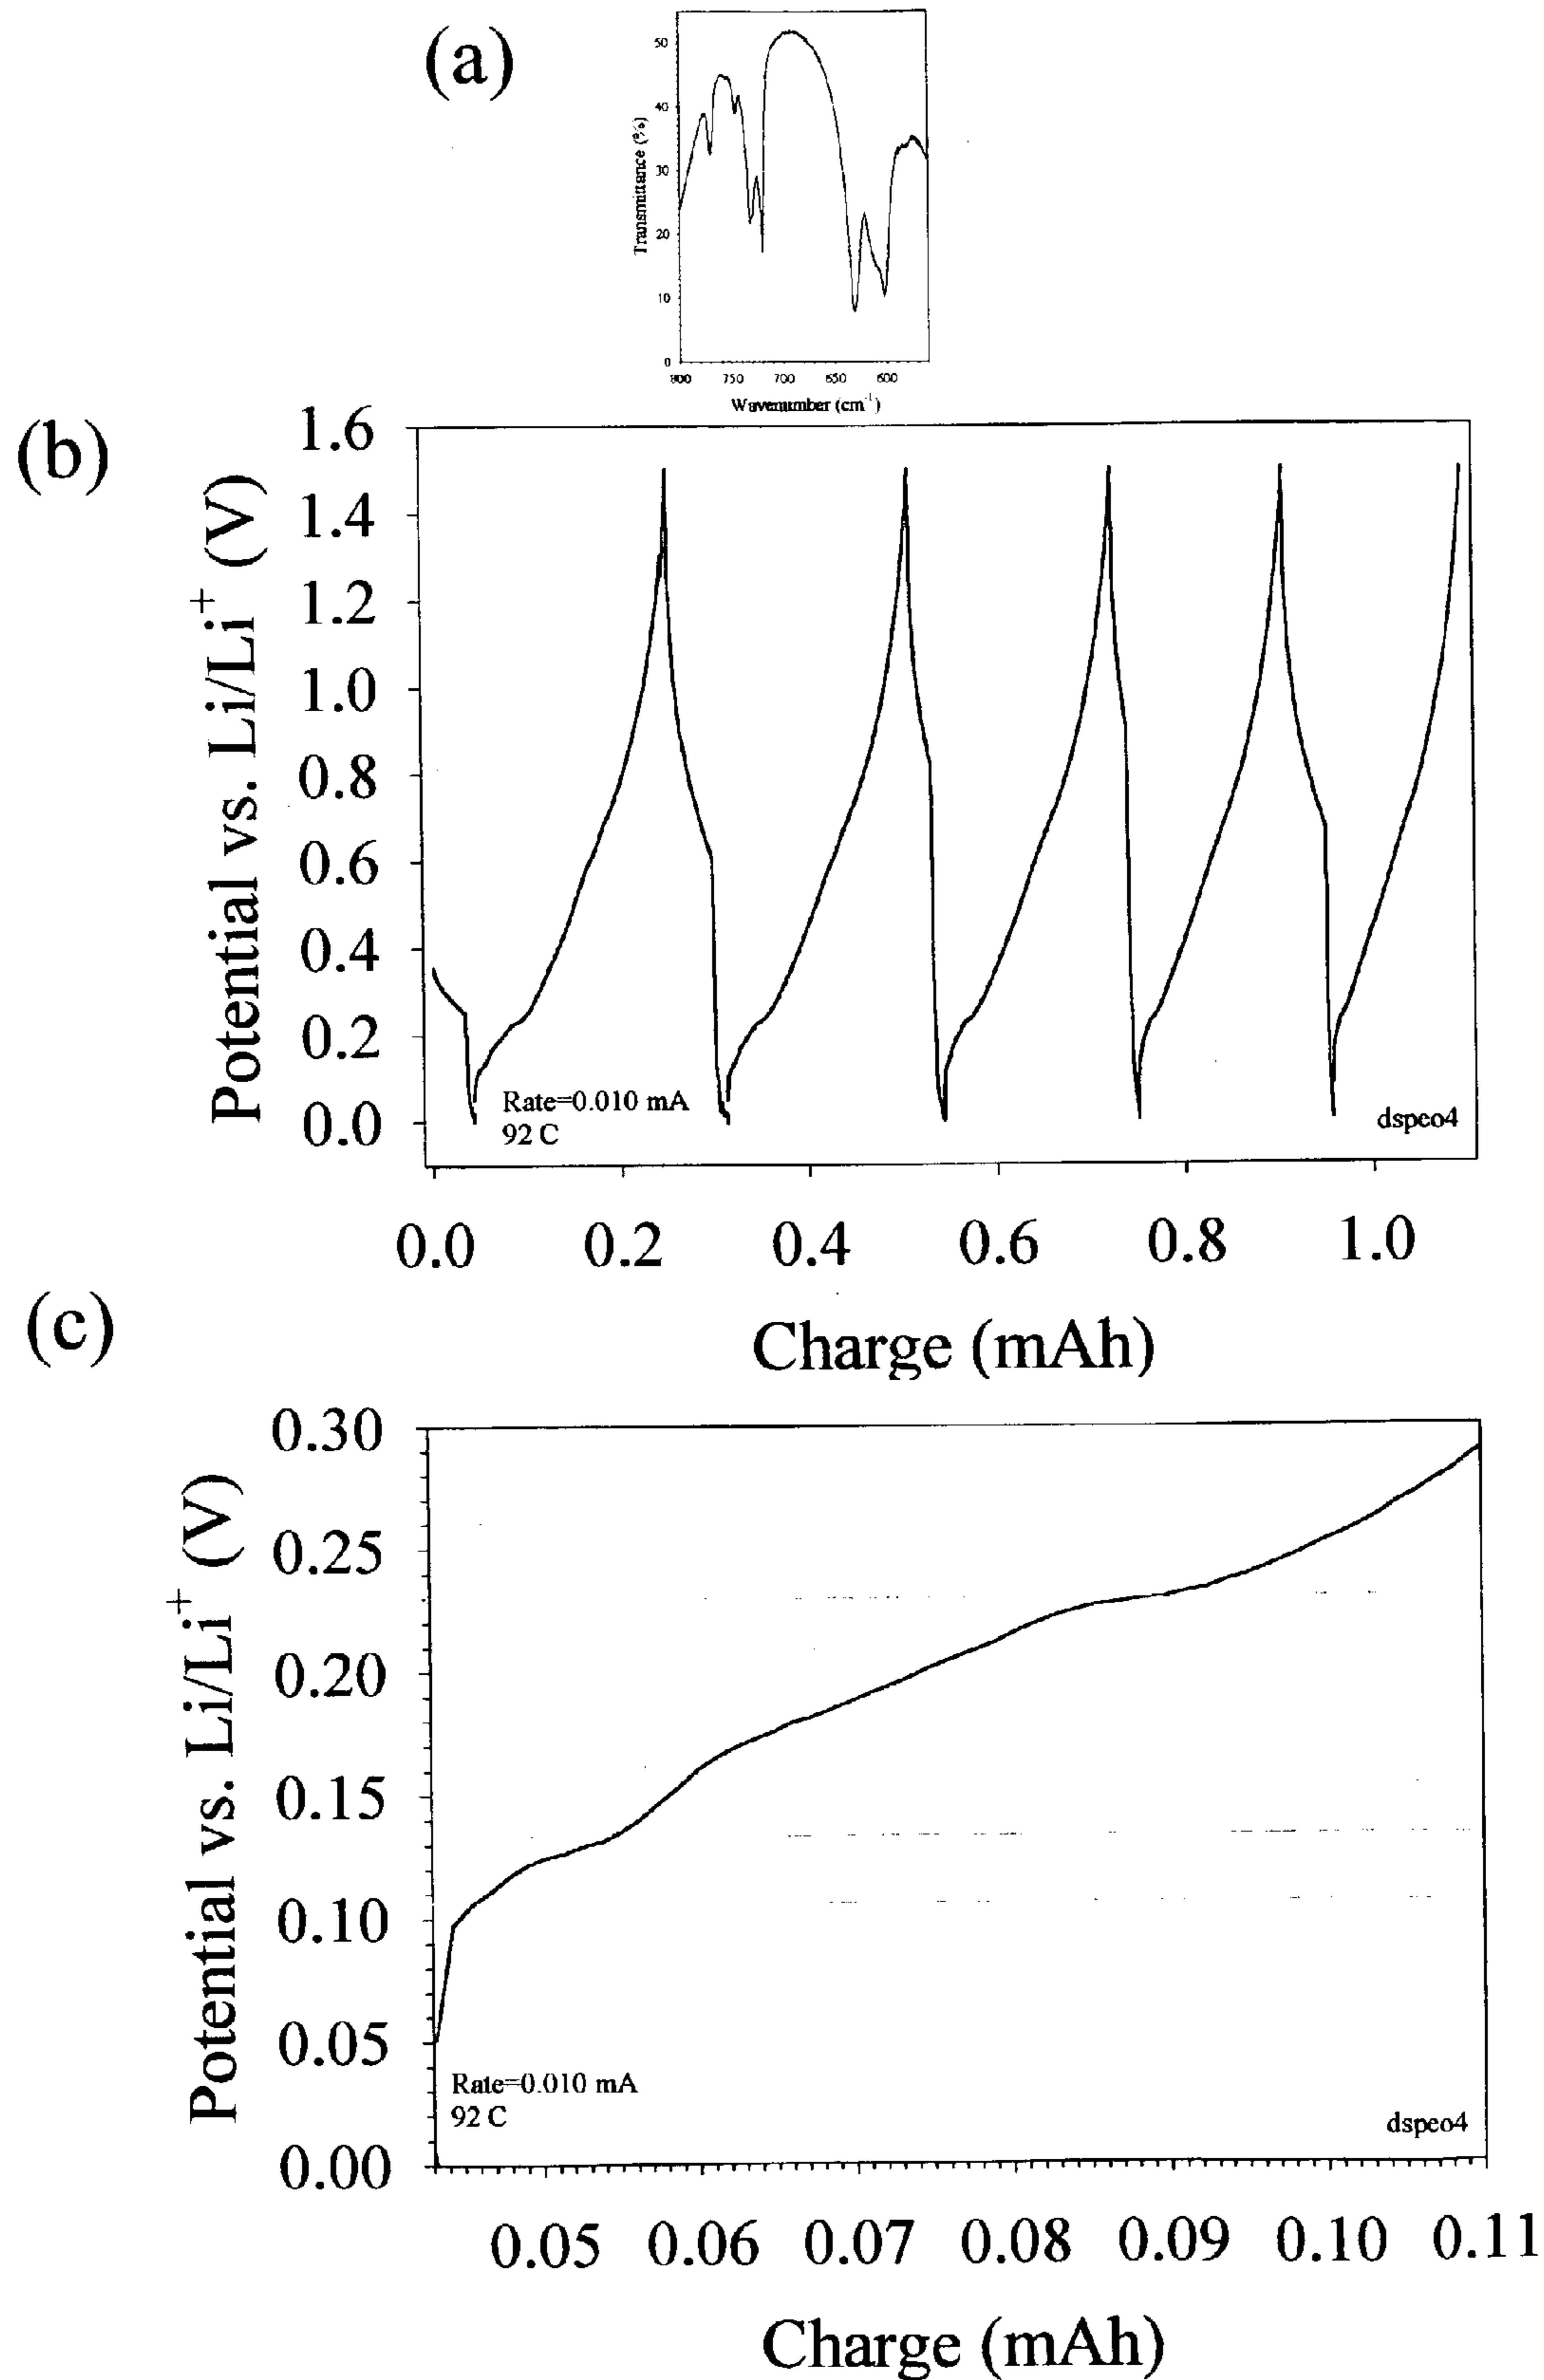 (a)
50
40
30
20
10
0
Transmittance (%)
800 750 700 650 600
Wavenumber (cm⁻¹)
(b)
1.6
1.4
1.2
1.0
0.8
0.6
0.4
0.2
0.0
Potential vs. Li/Li⁺ (V)
Rate=0.010 mA
92 C
dspeo4
0.0 0.2 0.4 0.6 0.8 1.0
Charge (mAh)
(c)
0.30
0.25
0.20
0.15
0.10
0.05
0.00
Potential vs. Li/Li⁺ (V)
Rate=0.010 mA
92 C
dspeo4
0.05 0.06 0.07 0.08 0.09 0.10 0.11
Charge (mAh)